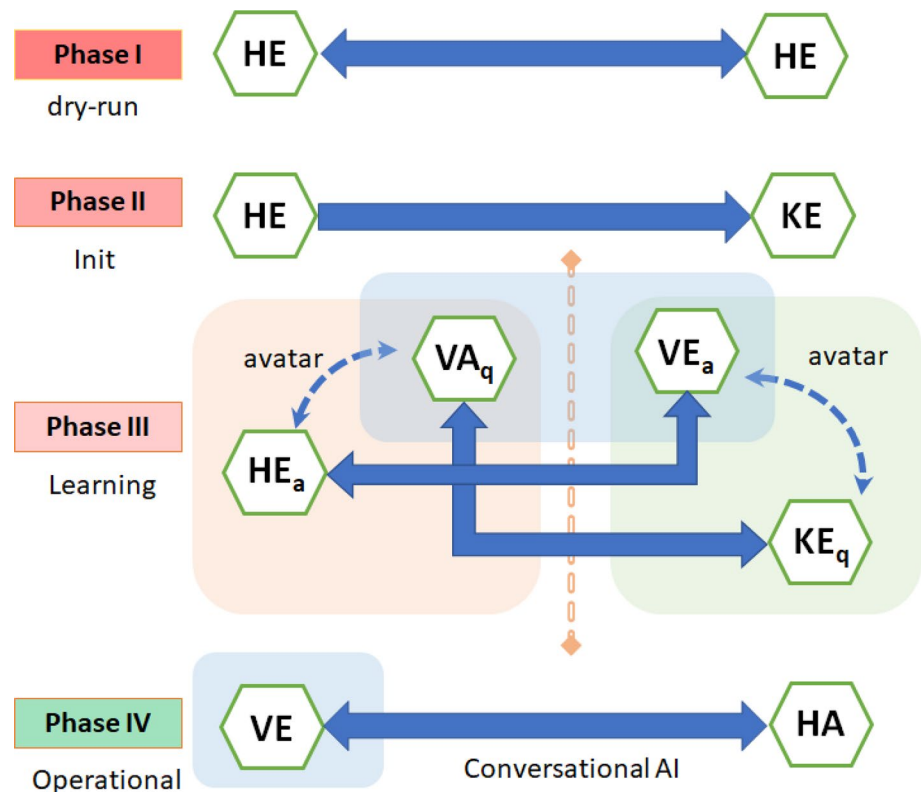 Phase I
HE
HE
dry-run
Phase II
HE
KE
Init
avatar
VAq
VEa
avatar
Phase III
HEa
Learning
KEq
Phase IV
VE
HA
Operational
Conversational AI